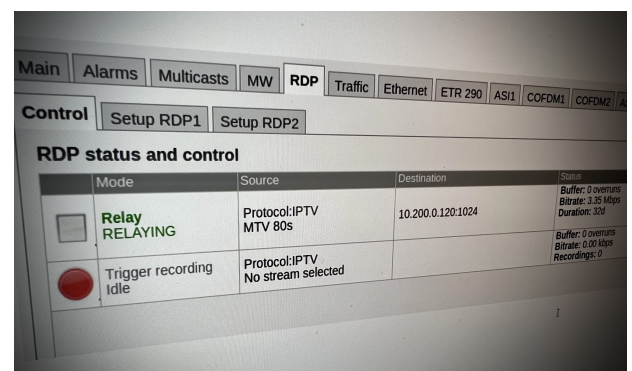 Main Alarms Multicasts MW RDP Traffic Ethernet ETR 290 ASI1 COFDM1 COFDM2
Control Setup RDP1 Setup RDP2
RDP status and control
Mode Source Destination Status
Relay
RELAYING
Protocol:IPTV
MTV 80s
10.200.0.120:1024
Buffer: 0 overruns
Bitrate: 3.35 Mbps
Duration: 32d
Trigger recording
Idle
Protocol:IPTV
No stream selected
Buffer: 0 overruns
Bitrate: 0.00 kbps
Recordings: 0